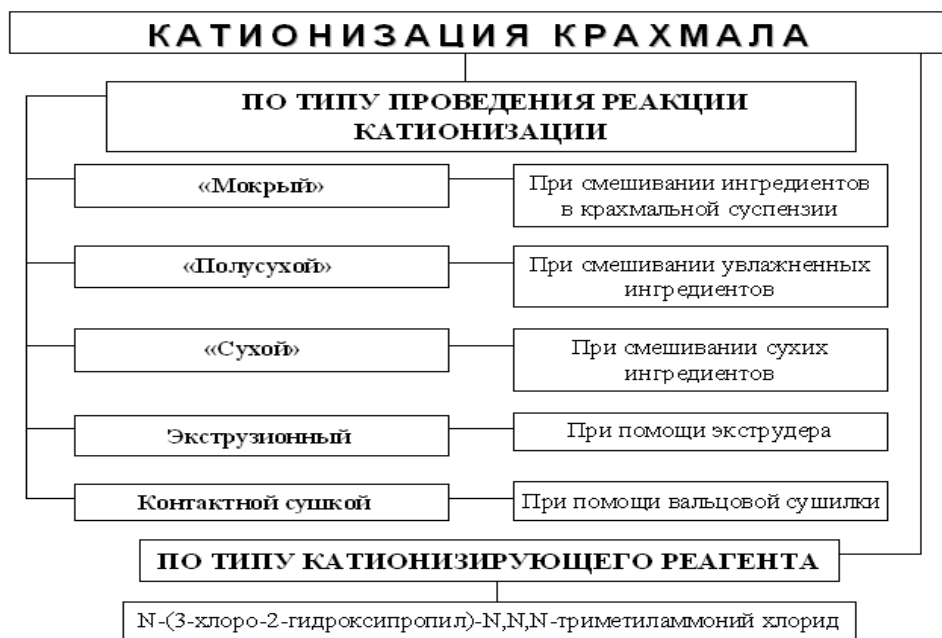 КАТИОНИЗАЦИЯ КРАХМАЛА
ПО ТИПУ ПРОВЕДЕНИЯ РЕАКЦИИ
КАТИОНИЗАЦИИ
«Мокрый»
При смешивании ингредиентов
в крахмальной суспензии
«Полусухой»
При смешивании увлажненных
ингредиентов
«Сухой»
При смешивании сухих
ингредиентов
Экструзионный
При помощи экструдера
Контактной сушкой
При помощи вальцовой сушилки
ПО ТИПУ КАТИОНИЗИРУЮЩЕГО РЕАГЕНТА
N-(3-хлоро-2-гидроксипропил)-N,N,N-триметиламмоний хлорид